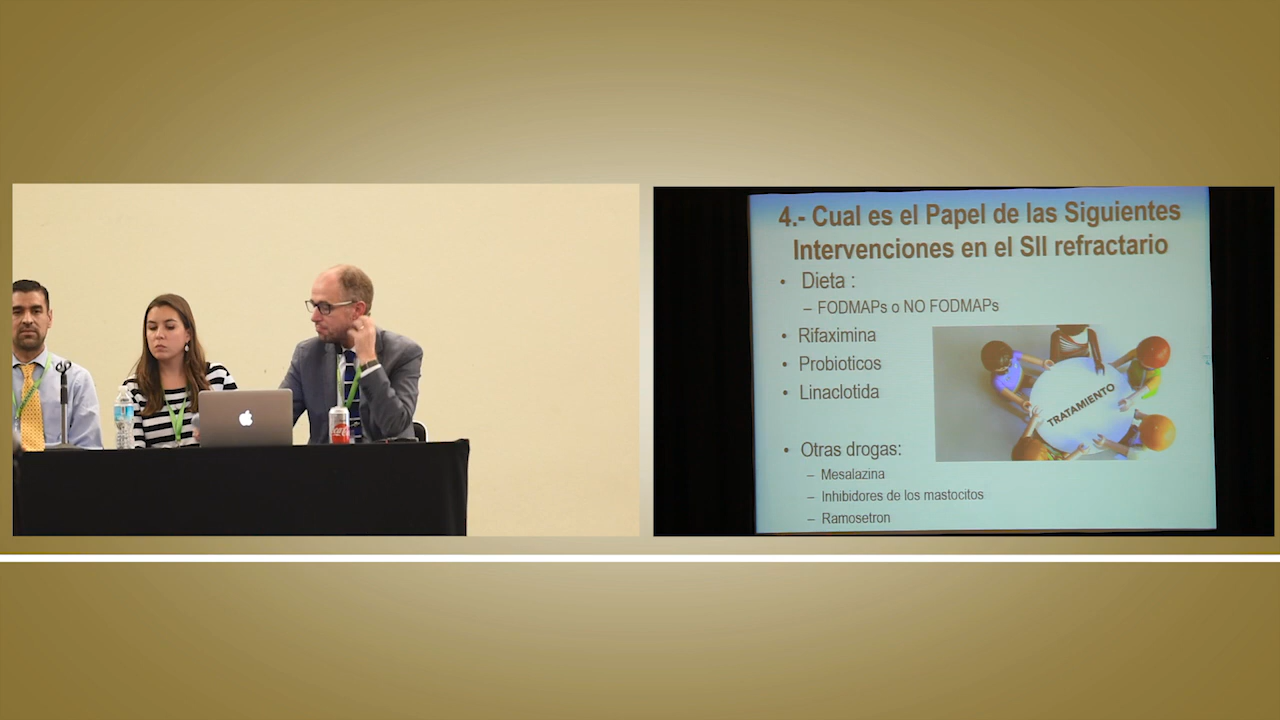 4.- Cual es el Papel de las Siguientes
Intervenciones en el SII refractario
• Dieta :
– FODMAPs o NO FODMAPs
• Rifaximina
• Probioticos
• Linaclotida
TRATAMIENTO
• Otras drogas:
– Mesalazina
– Inhibidores de los mastocitos
– Ramosetron